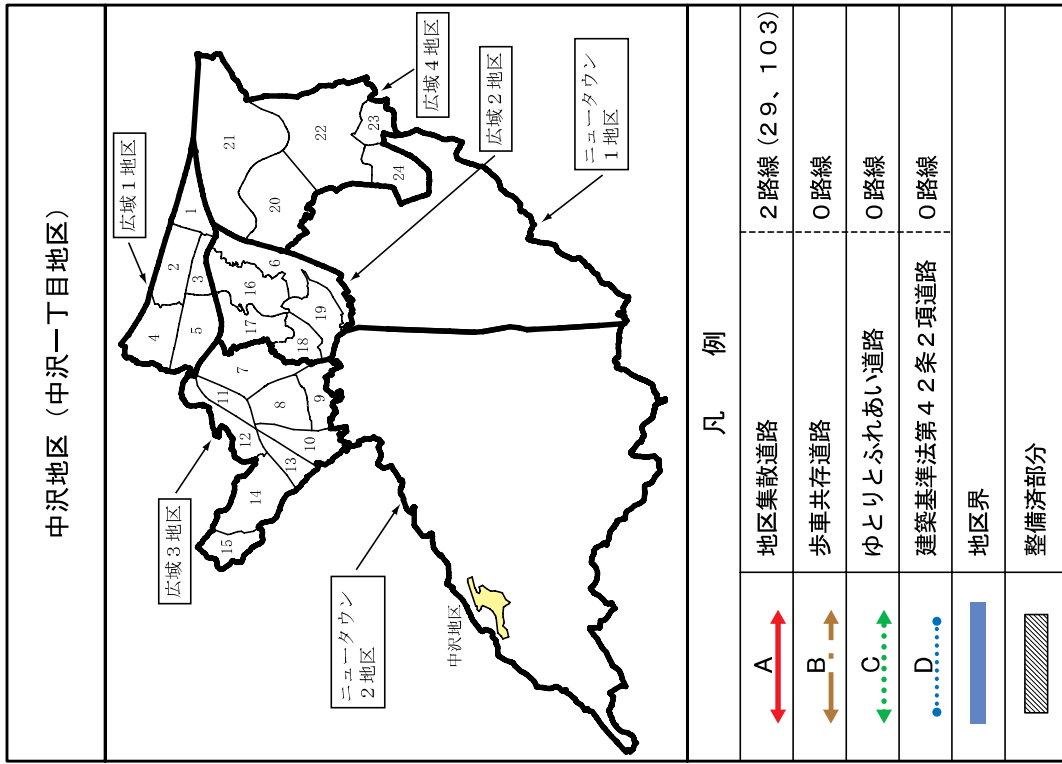 中沢地区（中沢一丁目地区）
広域１地区
広域４地区
広域２地区
ニュータウン
１地区
広域３地区
ニュータウン
２地区
中沢地区
1
2
3
4
5
6
7
8
9
10
11
12
13
14
15
16
17
18
19
20
21
22
23
24
凡　例
A 地区集散道路 ２路線（２９、１０３）
B 歩車共存道路 ０路線
C ゆとりとふれあい道路 ０路線
D 建築基準法第４２条２項道路 ０路線
地区界
整備済部分